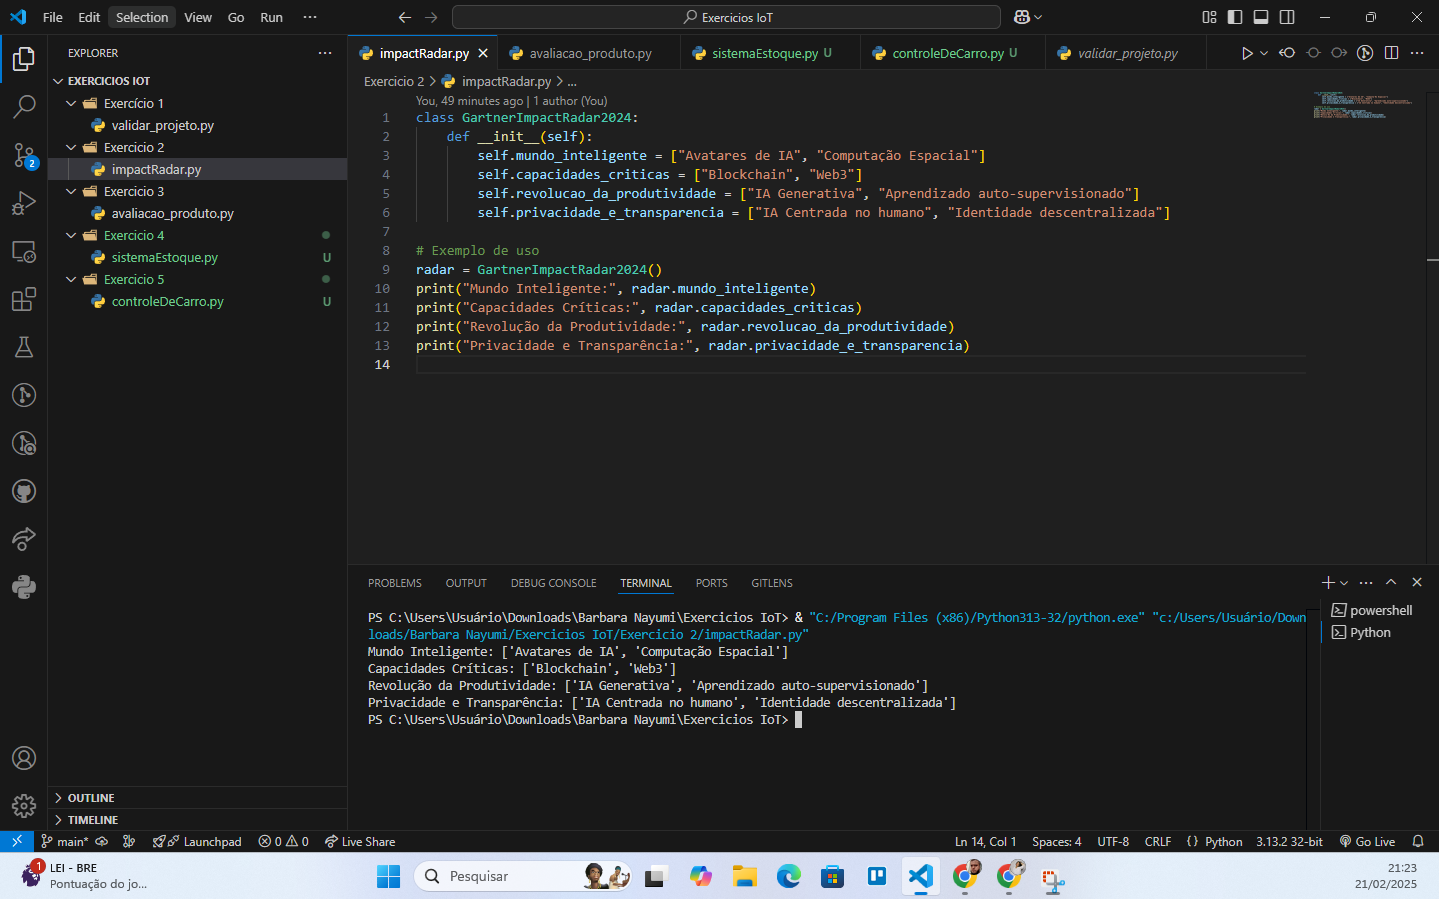 File Edit Selection View Go Run ···
Exercicios IoT
EXPLORER
EXERCICIOS IOT
Exercício 1
validar_projeto.py
Exercicio 2
impactRadar.py
Exercicio 3
avaliacao_produto.py
Exercicio 4
sistemaEstoque.py U
Exercicio 5
controleDeCarro.py U
OUTLINE
TIMELINE
2
impactRadar.py avaliacao_produto.py sistemaEstoque.py U controleDeCarro.py U validar_projeto.py
Exercicio 2 > impactRadar.py > ...
You, 49 minutes ago | 1 author (You)
1 class GartnerImpactRadar2024:
2 def __init__(self):
3 self.mundo_inteligente = ["Avatares de IA", "Computação Espacial"]
4 self.capacidades_criticas = ["Blockchain", "Web3"]
5 self.revolucao_da_produtividade = ["IA Generativa", "Aprendizado auto-supervisionado"]
6 self.privacidade_e_transparencia = ["IA Centrada no humano", "Identidade descentralizada"]
7
8 # Exemplo de uso
9 radar = GartnerImpactRadar2024()
10 print("Mundo Inteligente:", radar.mundo_inteligente)
11 print("Capacidades Críticas:", radar.capacidades_criticas)
12 print("Revolução da Produtividade:", radar.revolucao_da_produtividade)
13 print("Privacidade e Transparência:", radar.privacidade_e_transparencia)
14
PROBLEMS OUTPUT DEBUG CONSOLE TERMINAL PORTS GITLENS
PS C:\Users\Usuário\Downloads\Barbara Nayumi\Exercicios IoT> & "C:/Program Files (x86)/Python313-32/python.exe" "c:/Users/Usuário/Down
loads/Barbara Nayumi/Exercicios IoT/Exercicio 2/impactRadar.py"
Mundo Inteligente: ['Avatares de IA', 'Computação Espacial']
Capacidades Críticas: ['Blockchain', 'Web3']
Revolução da Produtividade: ['IA Generativa', 'Aprendizado auto-supervisionado']
Privacidade e Transparência: ['IA Centrada no humano', 'Identidade descentralizada']
PS C:\Users\Usuário\Downloads\Barbara Nayumi\Exercicios IoT>
powershell
Python
main* Launchpad 0 0 Live Share Ln 14, Col 1 Spaces: 4 UTF-8 CRLF {} Python 3.13.2 32-bit Go Live
1
LEI - BRE
Pontuação do jo...
Pesquisar
21:23
21/02/2025